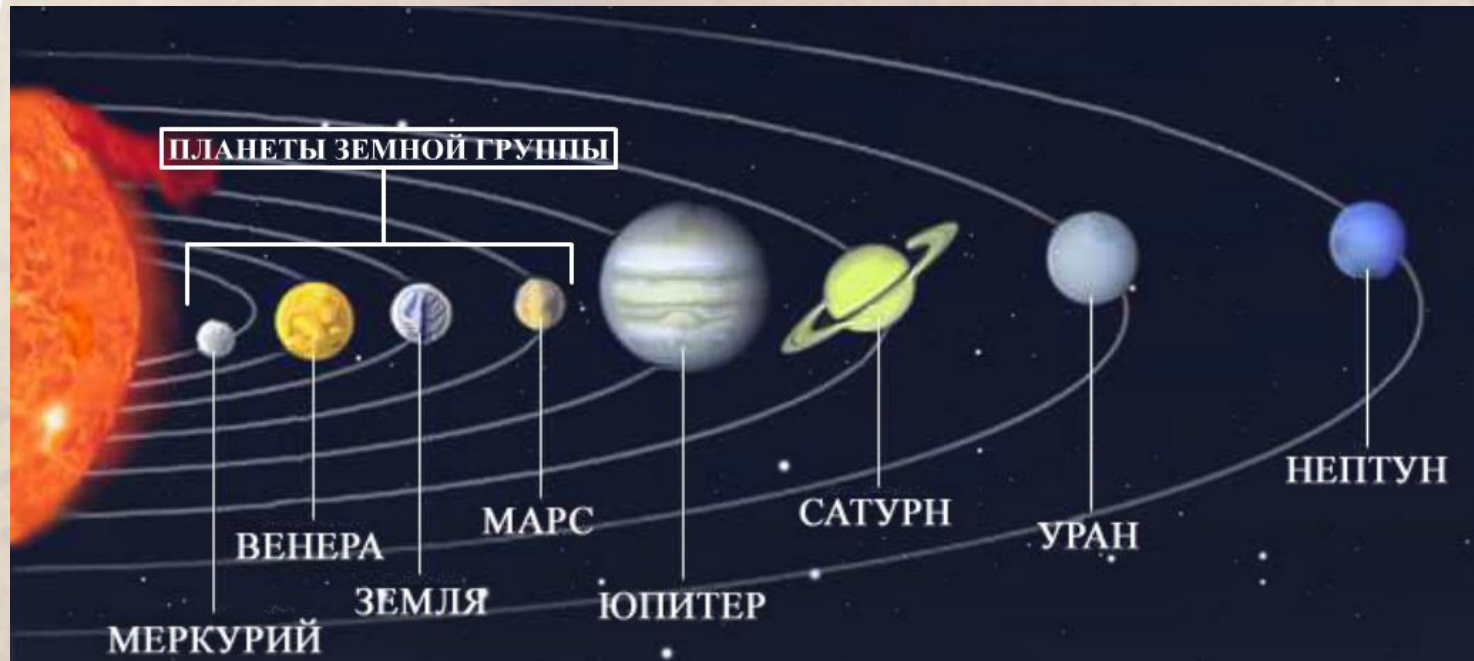 ПЛАНЕТЫ ЗЕМНОЙ ГРУППЫ
МЕРКУРИЙ
ВЕНЕРА
ЗЕМЛЯ
МАРС
ЮПИТЕР
САТУРН
УРАН
НЕПТУН